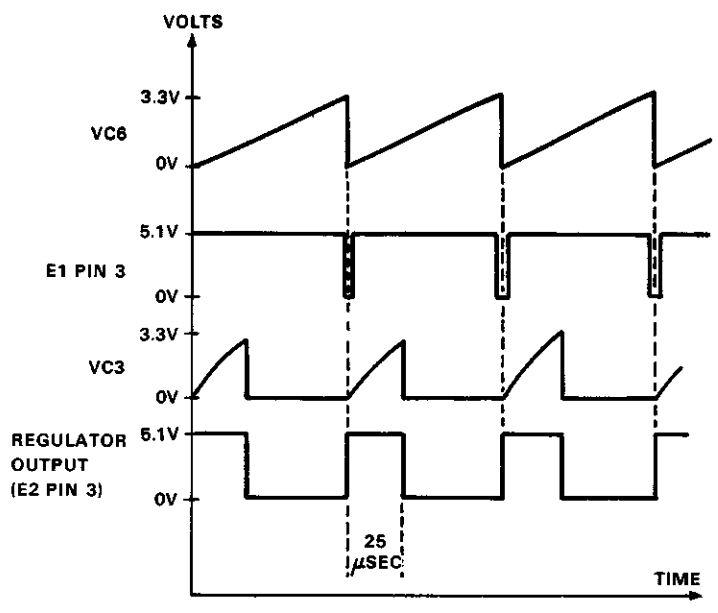 VOLTS
3.3V
VC6
0V
5.1V
E1 PIN 3
0V
3.3V
VC3
0V
5.1V
REGULATOR
OUTPUT
(E2 PIN 3)
0V
25
μSEC
TIME